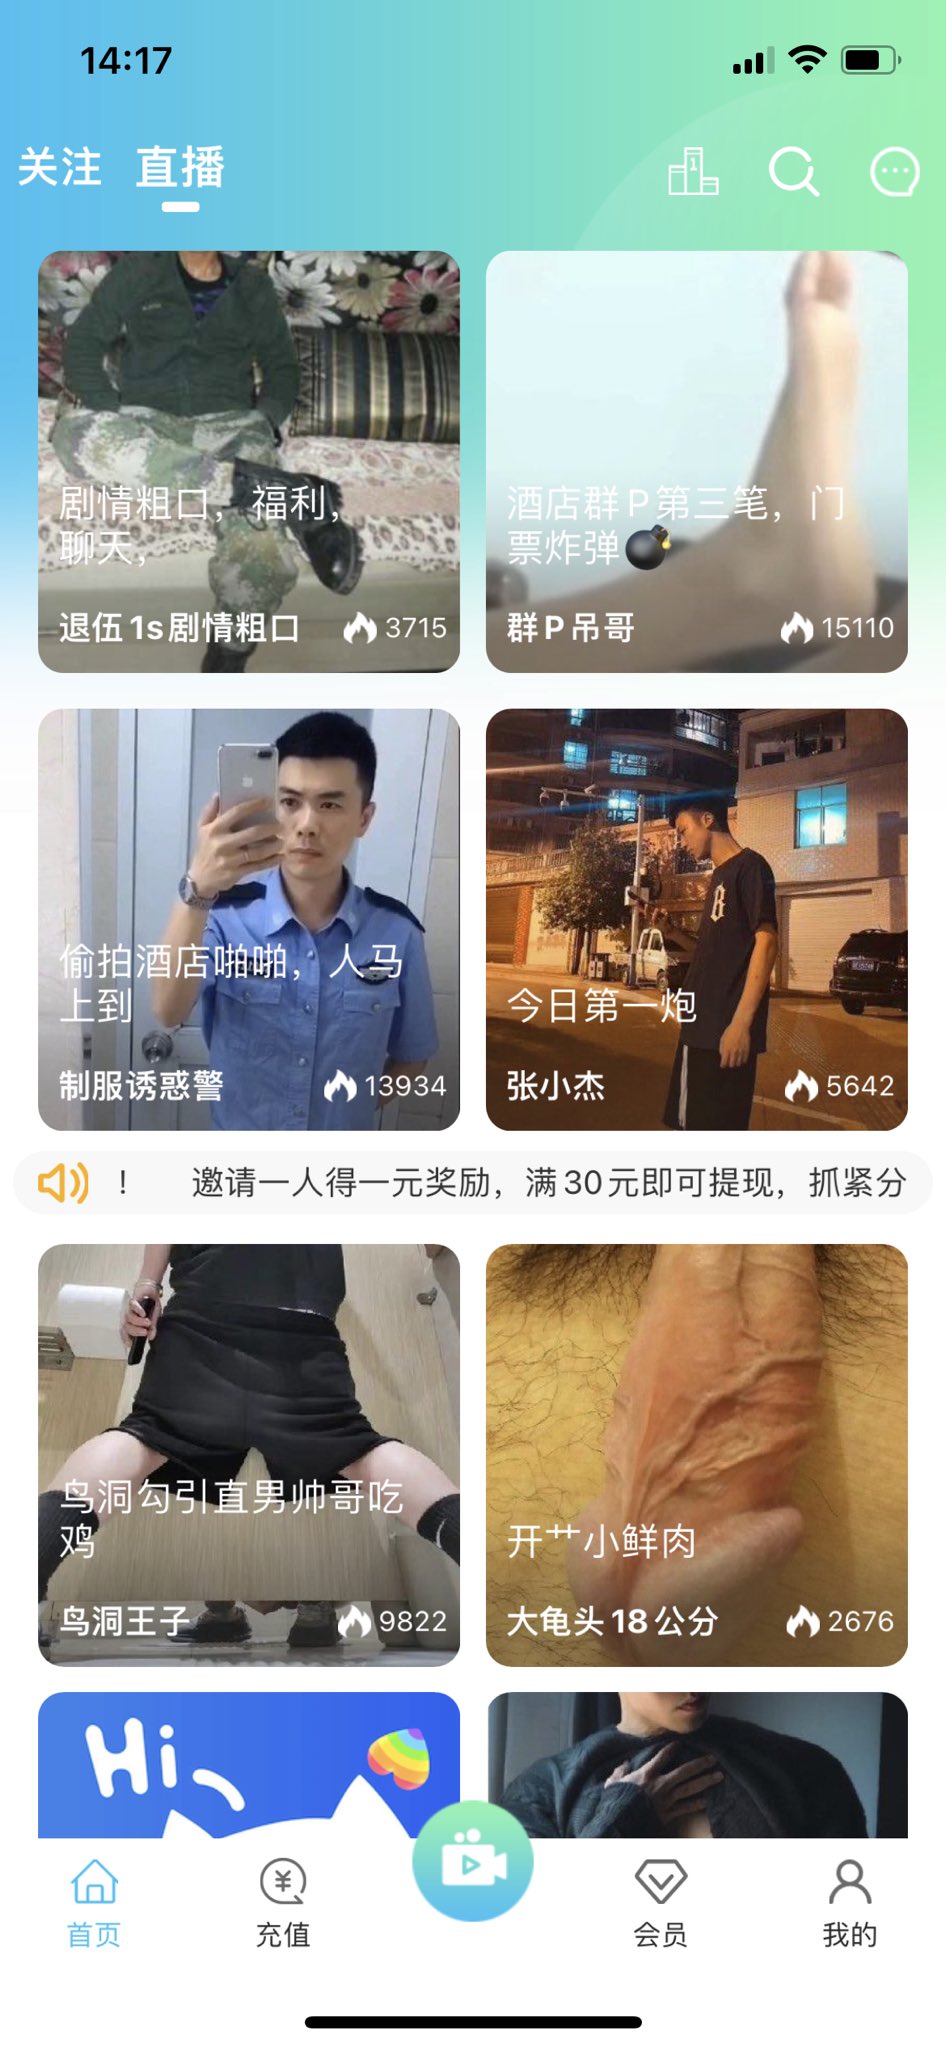 14:17
关注 直播
1
剧情粗口，福利，
聊天，
退伍1s剧情粗口 3715
酒店群P第三笔，门
票炸弹💣
群P吊哥 15110
偷拍酒店啪啪，人马
上到
制服诱惑警 13934
B
今日第一炮
张小杰 5642
！ 邀请一人得一元奖励，满30元即可提现，抓紧分
鸟洞勾引直男帅哥吃
鸡
鸟洞王子 9822
开艹小鲜肉
大龟头18公分 2676
Hi
首页
充值
会员
我的